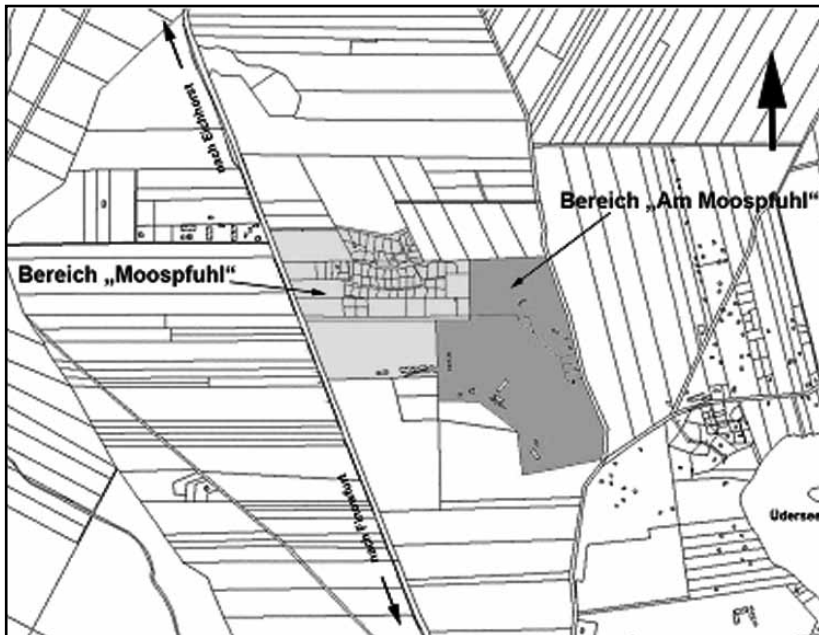 nach Eichhorst
Bereich „Am Moospfuhl“
Bereich „Moospfuhl“
nach Finowfurt
Üdersee